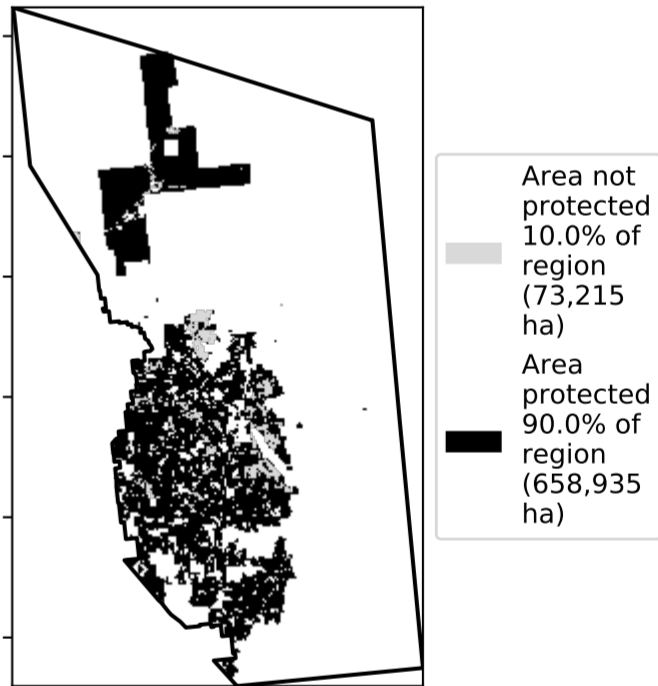 Area not
protected
10.0% of
region
(73,215
ha)
Area
protected
90.0% of
region
(658,935
ha)